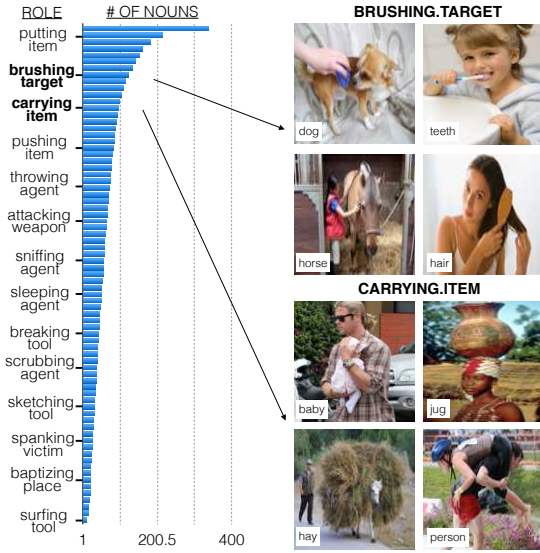 ROLE
# OF NOUNS
putting
item
brushing
target
carrying
item
pushing
item
throwing
agent
attacking
weapon
sniffing
agent
sleeping
agent
breaking
tool
scrubbing
agent
sketching
tool
spanking
victim
baptizing
place
surfing
tool
1
200.5
400
BRUSHING.TARGET
dog
teeth
horse
hair
CARRYING.ITEM
baby
jug
hay
person